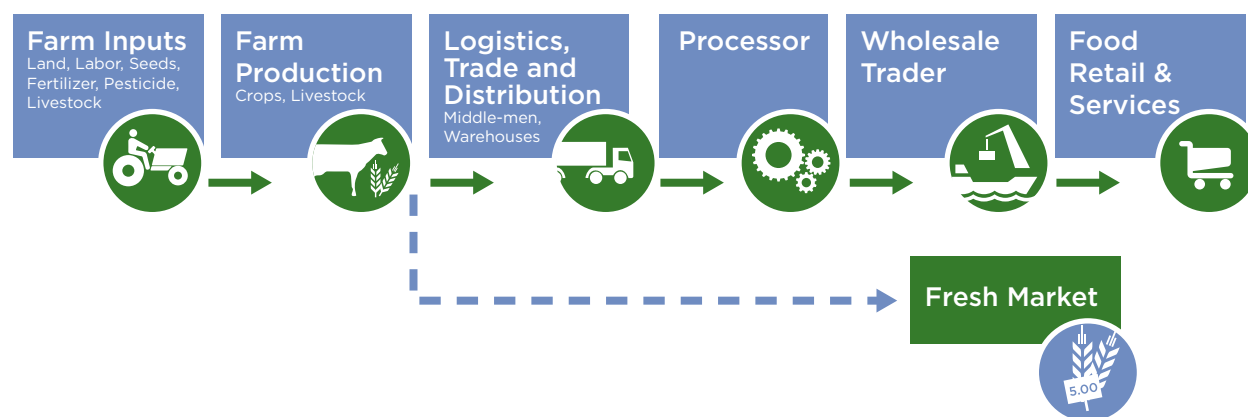 Farm Inputs
Land, Labor, Seeds,
Fertilizer, Pesticide,
Livestock
Farm
Production
Crops, Livestock
Logistics,
Trade and
Distribution
Middle-men,
Warehouses
Processor
Wholesale
Trader
Food
Retail &
Services
Fresh Market
5.00